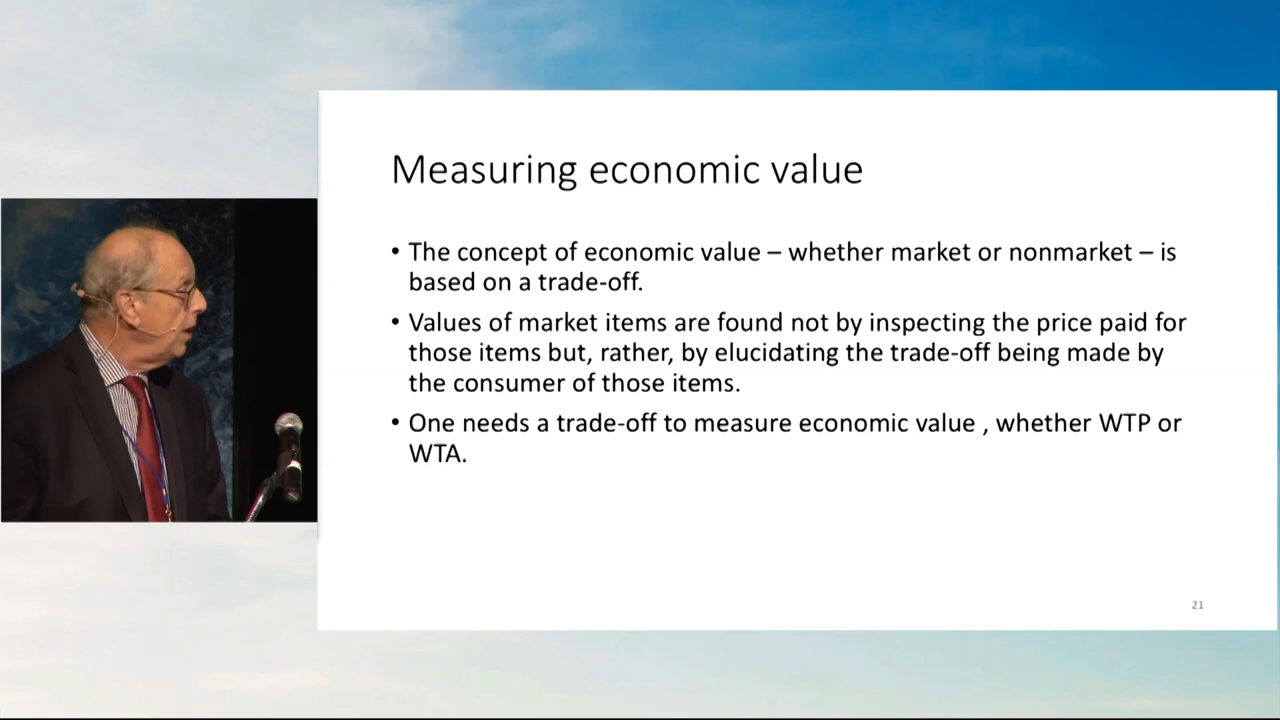 Measuring economic value
• The concept of economic value – whether market or nonmarket – is
based on a trade-off.
• Values of market items are found not by inspecting the price paid for
those items but, rather, by elucidating the trade-off being made by
the consumer of those items.
• One needs a trade-off to measure economic value , whether WTP or
WTA.
21